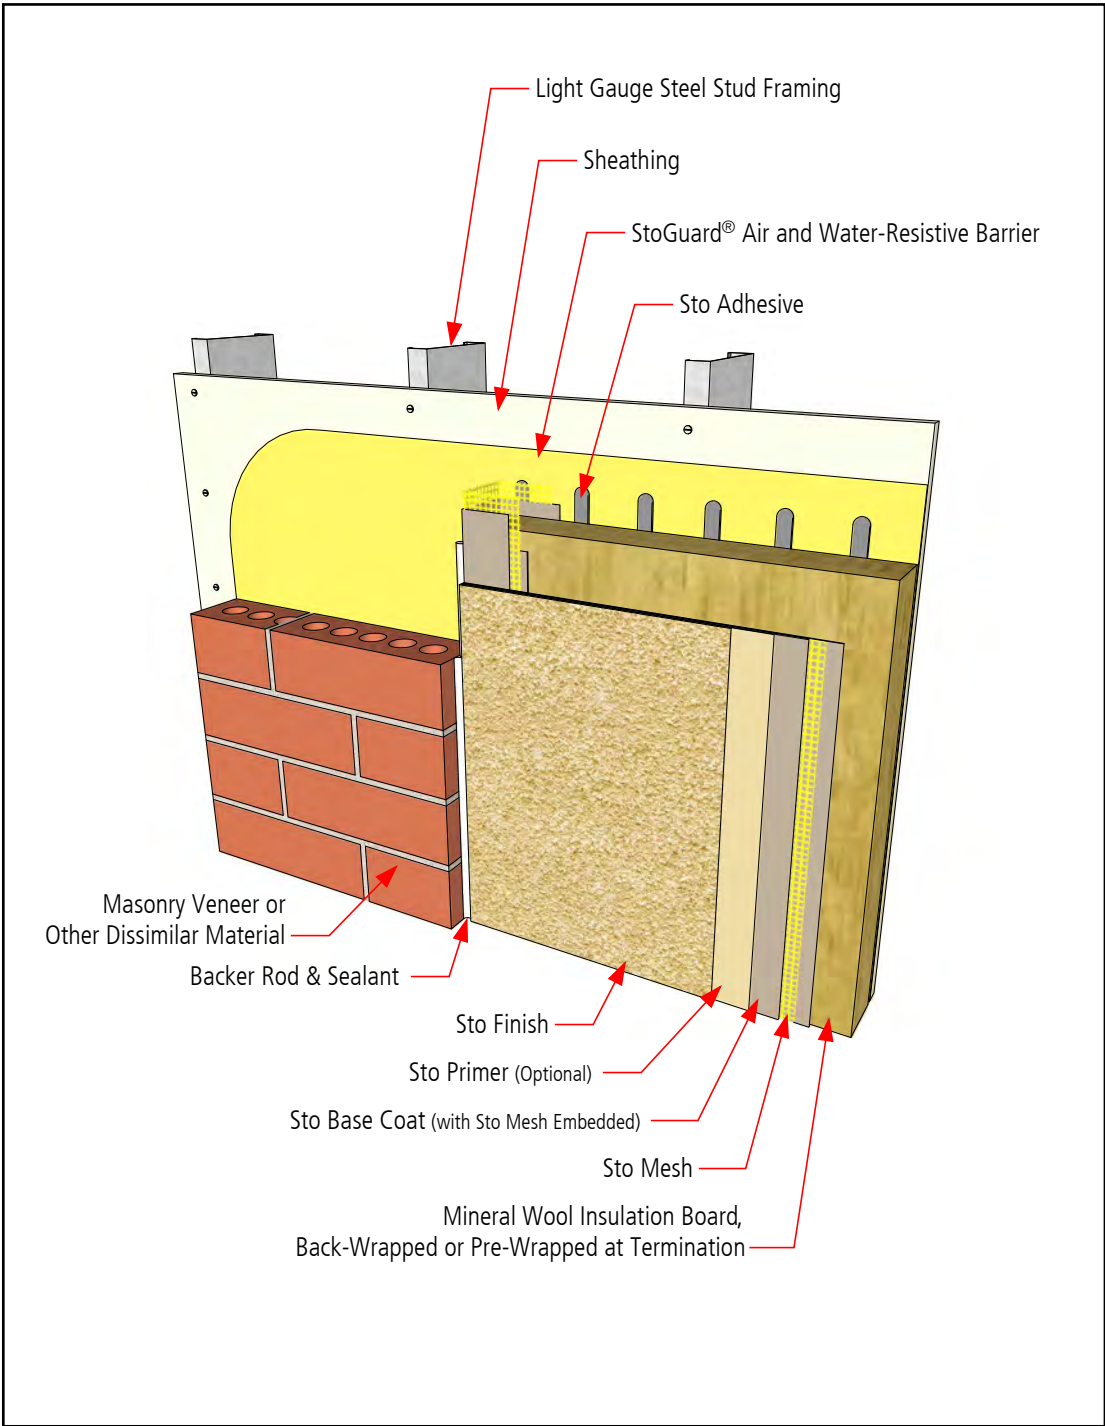 Light Gauge Steel Stud Framing
Sheathing
StoGuard® Air and Water-Resistive Barrier
Sto Adhesive
Masonry Veneer or
Other Dissimilar Material
Backer Rod & Sealant
Sto Finish
Sto Primer (Optional)
Sto Base Coat (with Sto Mesh Embedded)
Sto Mesh
Mineral Wool Insulation Board,
Back-Wrapped or Pre-Wrapped at Termination